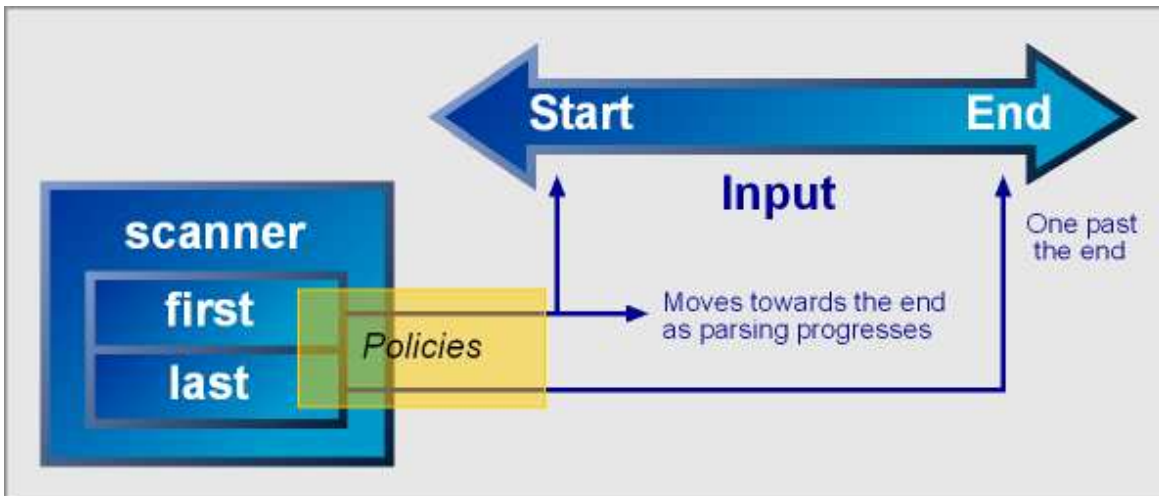 Start
End
Input
One past
the end
scanner
first
last
Policies
Moves towards the end
as parsing progresses